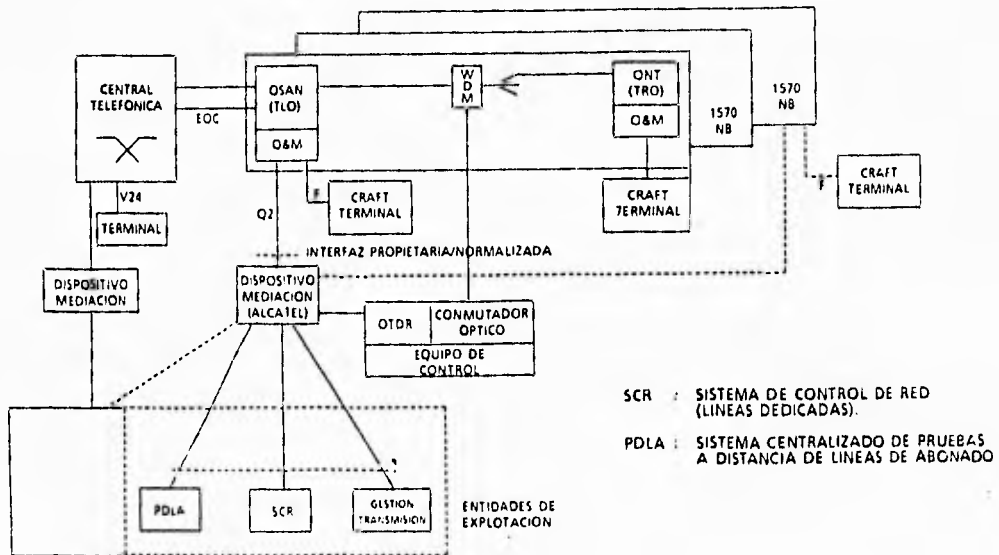 CENTRAL
TELEFONICA
EOC
V24
TERMINAL
DISPOSITIVO
MEDIACION
OSAN
(TLO)
O&M
W
D
M
ONT
(TRO)
O&M
1570
NB
1570
NB
F
CRAFT
TERMINAL
CRAFT
TERMINAL
F
CRAFT
TERMINAL
Q2
INTERFAZ PROPIETARIA/NORMALIZADA
DISPOSITIVO
MEDIACION
(ALCATEL)
OTDR
CONMUTADOR
OPTICO
EQUIPO DE
CONTROL
SCR : SISTEMA DE CONTROL DE RED
(LINEAS DEDICADAS).
PDLA : SISTEMA CENTRALIZADO DE PRUEBAS
A DISTANCIA DE LINEAS DE ABONADO
PDLA
SCR
GESTION
TRANSMISION
ENTIDADES DE
EXPLOTACION